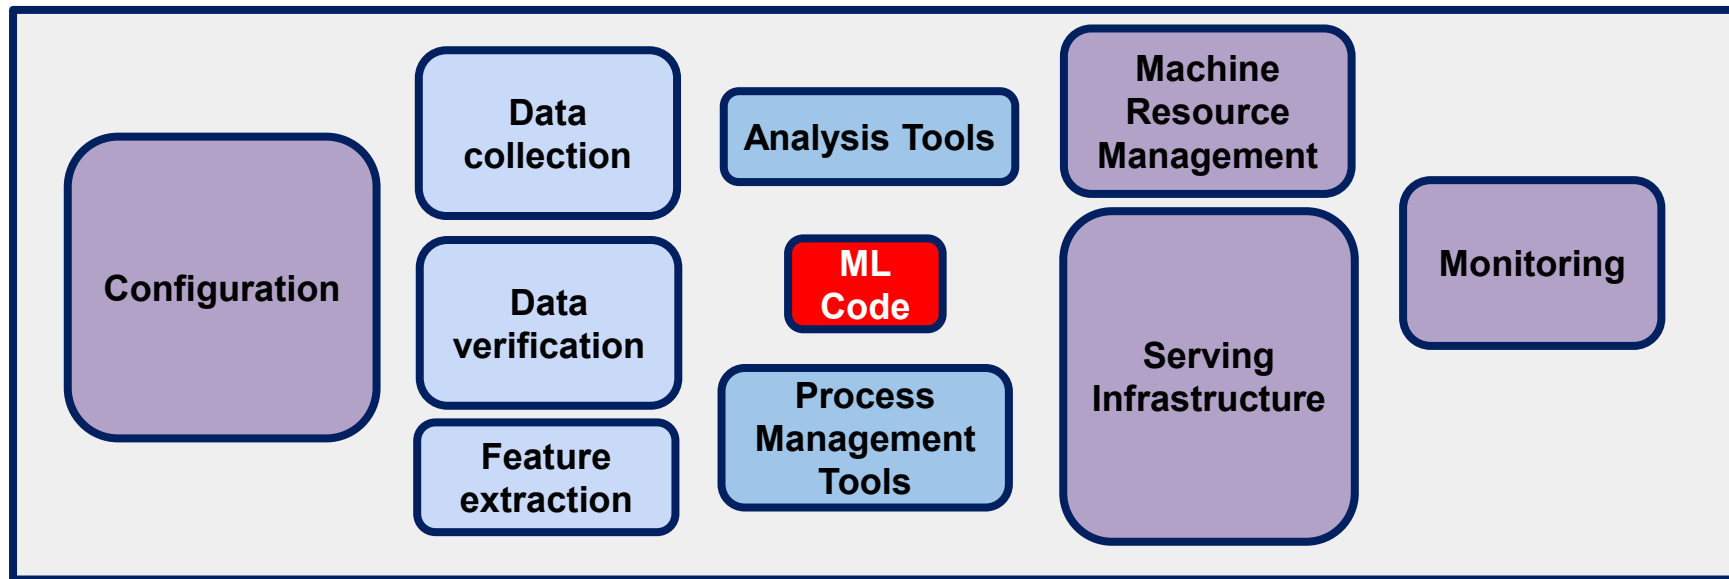 Configuration
Data
collection
Data
verification
Feature
extraction
Analysis Tools
ML
Code
Process
Management
Tools
Machine
Resource
Management
Serving
Infrastructure
Monitoring